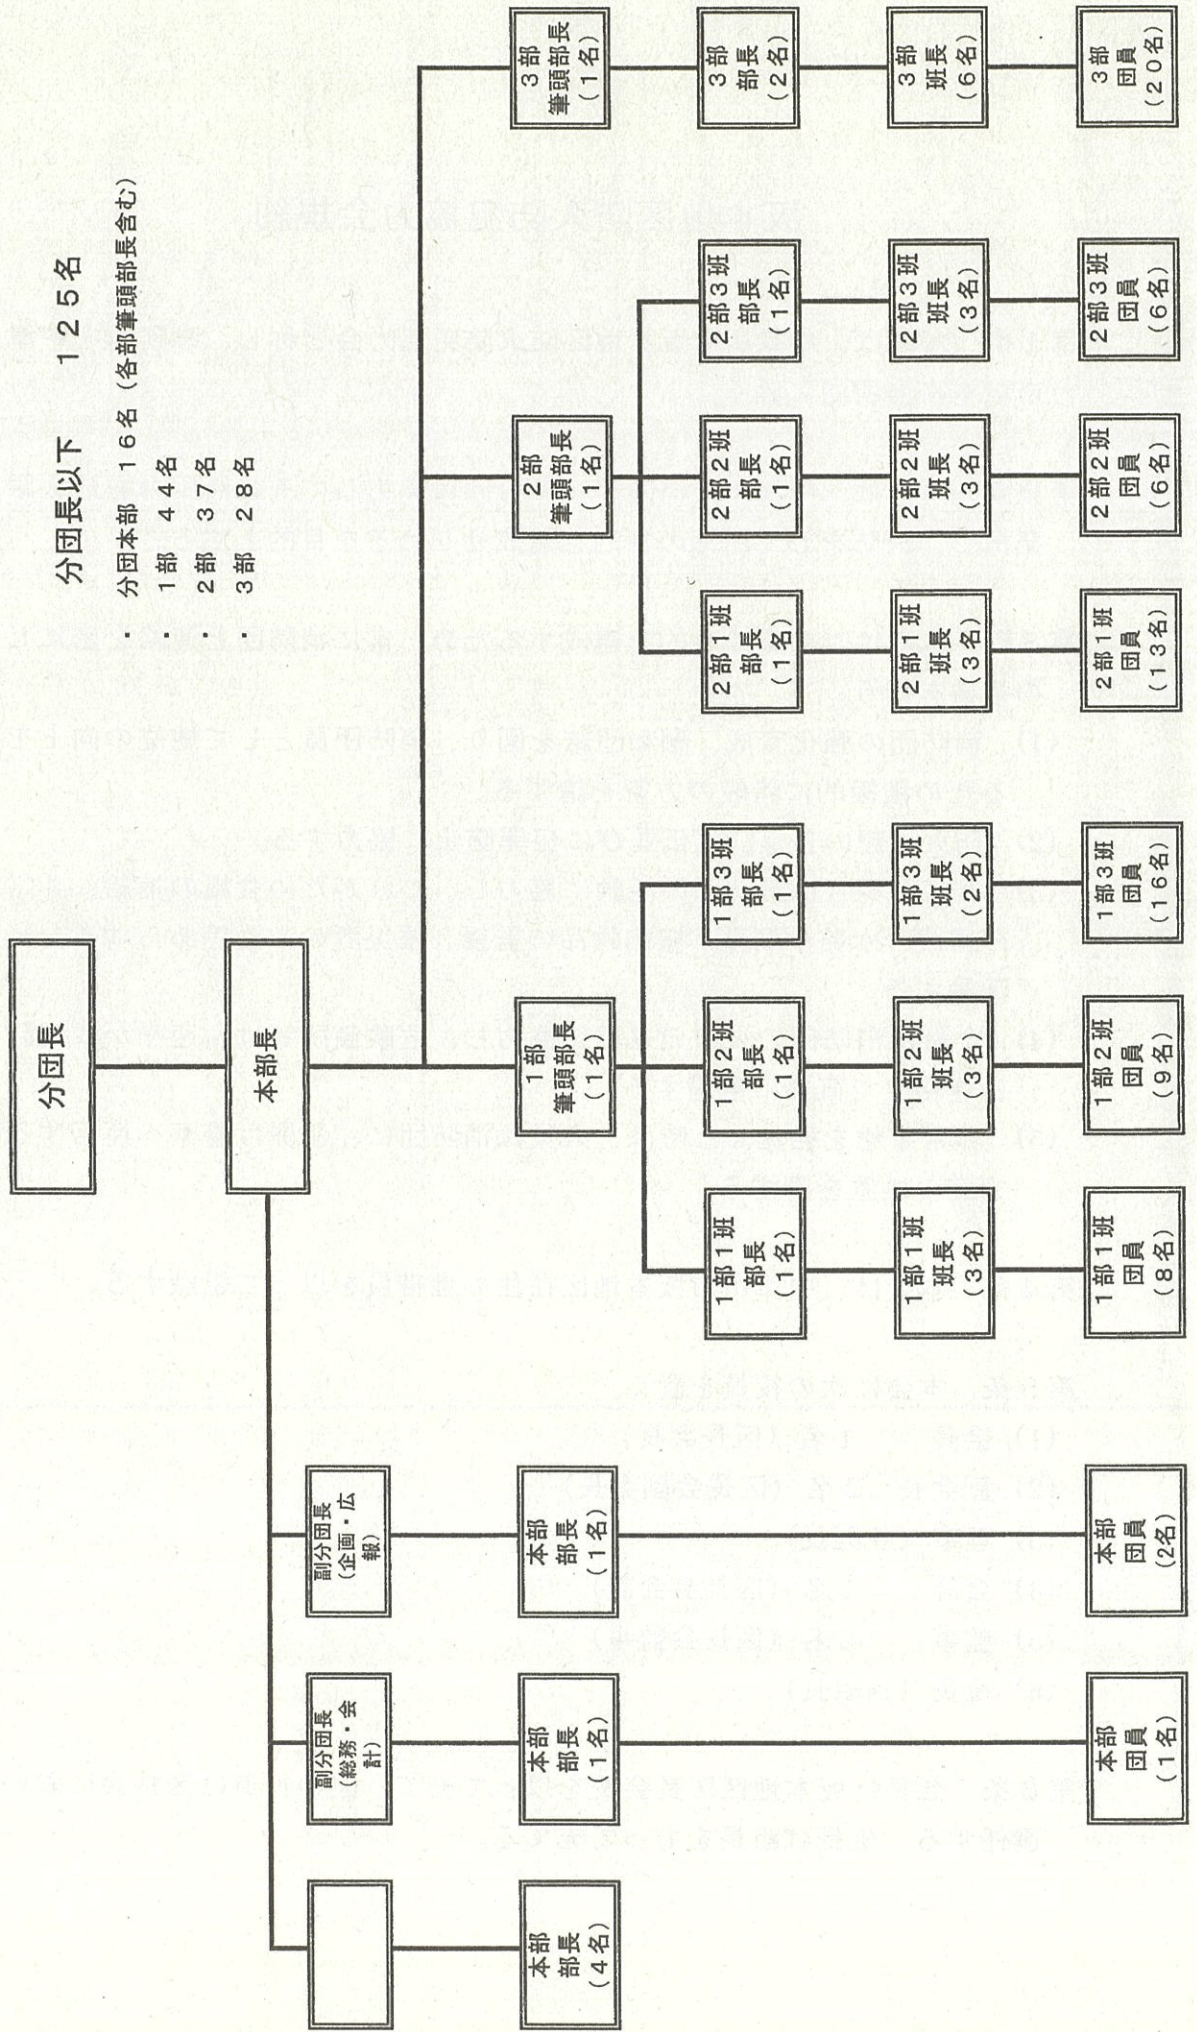 分団長以下　１２５名
・　分団本部　１６名（各部筆頭部長含む）
・　１部　４４名
・　２部　３７名
・　３部　２８名
分団長
本部長
副分団長
（総務・会
計）
副分団長
（企画・広
報）
本部
部長
（４名）
本部
部長
（１名）
本部
部長
（１名）
１部
筆頭部長
（１名）
２部
筆頭部長
（１名）
３部
筆頭部長
（１名）
１部１班
部長
（１名）
１部２班
部長
（１名）
１部３班
部長
（１名）
２部１班
部長
（１名）
２部２班
部長
（１名）
２部３班
部長
（１名）
３部
部長
（２名）
１部１班
班長
（３名）
１部２班
班長
（３名）
１部３班
班長
（２名）
２部１班
班長
（３名）
２部２班
班長
（３名）
２部３班
班長
（３名）
３部
班長
（６名）
本部
団員
（１名）
本部
団員
（2名）
１部１班
団員
（８名）
１部２班
団員
（９名）
１部３班
団員
（１６名）
２部１班
団員
（１３名）
２部２班
団員
（６名）
２部３班
団員
（６名）
３部
団員
（２０名）